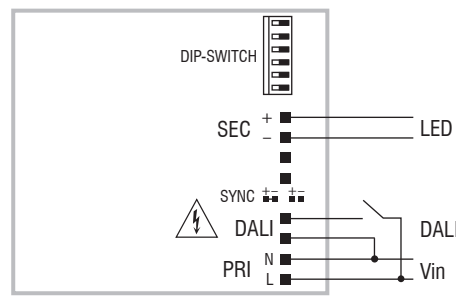 DIP-SWITCH
+
SEC
LED
–
SYNC +– +–
DALI
DALI
N
PRI
Vin
L